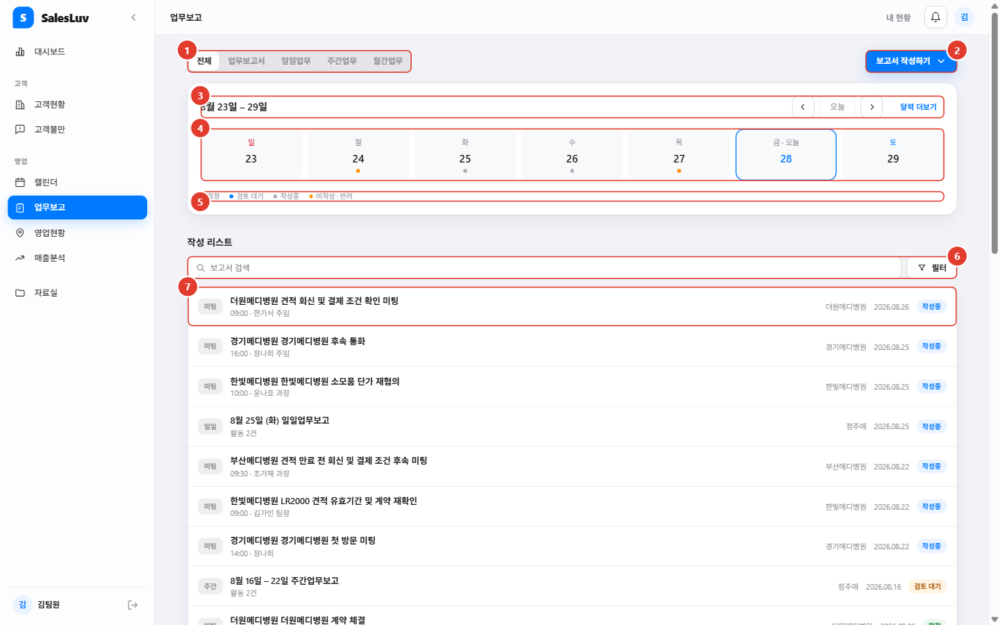 S SalesLuv
대시보드
고객
고객현황
고객불만
영업
캘린더
업무보고
영업현황
매출분석
자료실
김 김팀원
업무보고
내 현황
김
1
전체 업무보고서 일일업무 주간업무 월간업무
보고서 작성하기
2
3
8월 23일 – 29일
오늘
달력 더보기
4
일 월 화 수 목 금 · 오늘 토
23 24 25 26 27 28 29
5
확정 검토 대기 작성중 미작성 · 반려
작성 리스트
보고서 검색
필터
6
7
미팅 더원메디병원 견적 회신 및 결제 조건 확인 미팅
09:00 · 한가서 주임
더원메디병원 2026.08.26 작성중
미팅 경기메디병원 경기메디병원 후속 통화
16:00 · 장나희 주임
경기메디병원 2026.08.25 작성중
미팅 한빛메디병원 한빛메디병원 소모품 단가 재협의
10:00 · 윤나호 과장
한빛메디병원 2026.08.25 작성중
일일 8월 25일 (화) 일일업무보고
활동 2건
정주애 2026.08.25 작성중
미팅 부산메디병원 견적 만료 전 회신 및 결제 조건 후속 미팅
09:30 · 조가재 과장
부산메디병원 2026.08.22 작성중
미팅 한빛메디병원 LR2000 견적 유효기간 및 계약 재확인
09:00 · 김가민 팀장
한빛메디병원 2026.08.22 작성중
미팅 경기메디병원 경기메디병원 첫 방문 미팅
14:00 · 장나희
경기메디병원 2026.08.22 작성중
주간 8월 16일 – 22일 주간업무보고
활동 2건
정주애 2026.08.16 검토 대기
더원메디병원 더원메디병원 계약 체결